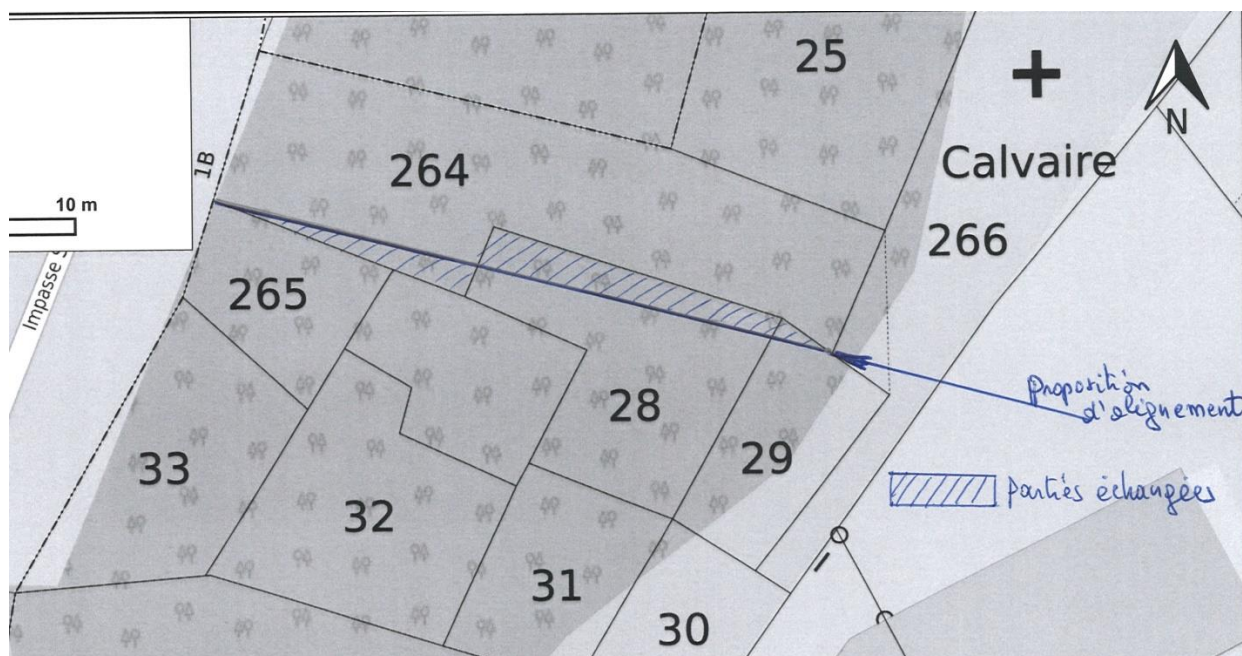 25
Calvaire
N
1B
264
10 m
266
265
Impasse
Proposition
d'alignement
28
29
33
parties échangées
32
31
30